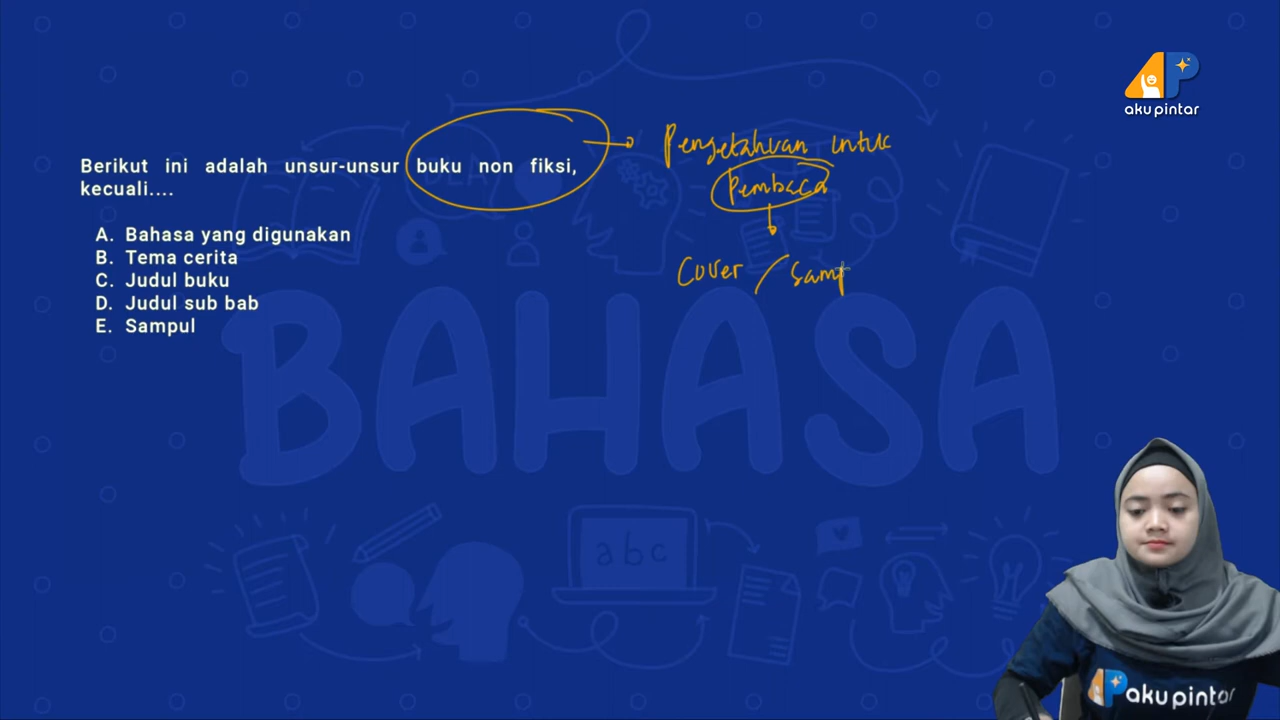 aku pintar
Berikut ini adalah unsur-unsur buku non fiksi,
kecuali....
A. Bahasa yang digunakan
B. Tema cerita
C. Judul buku
D. Judul sub bab
E. Sampul
Pengetahuan untuk
Pembaca
Cover / Samp
BAHASA
abc
aku pintar